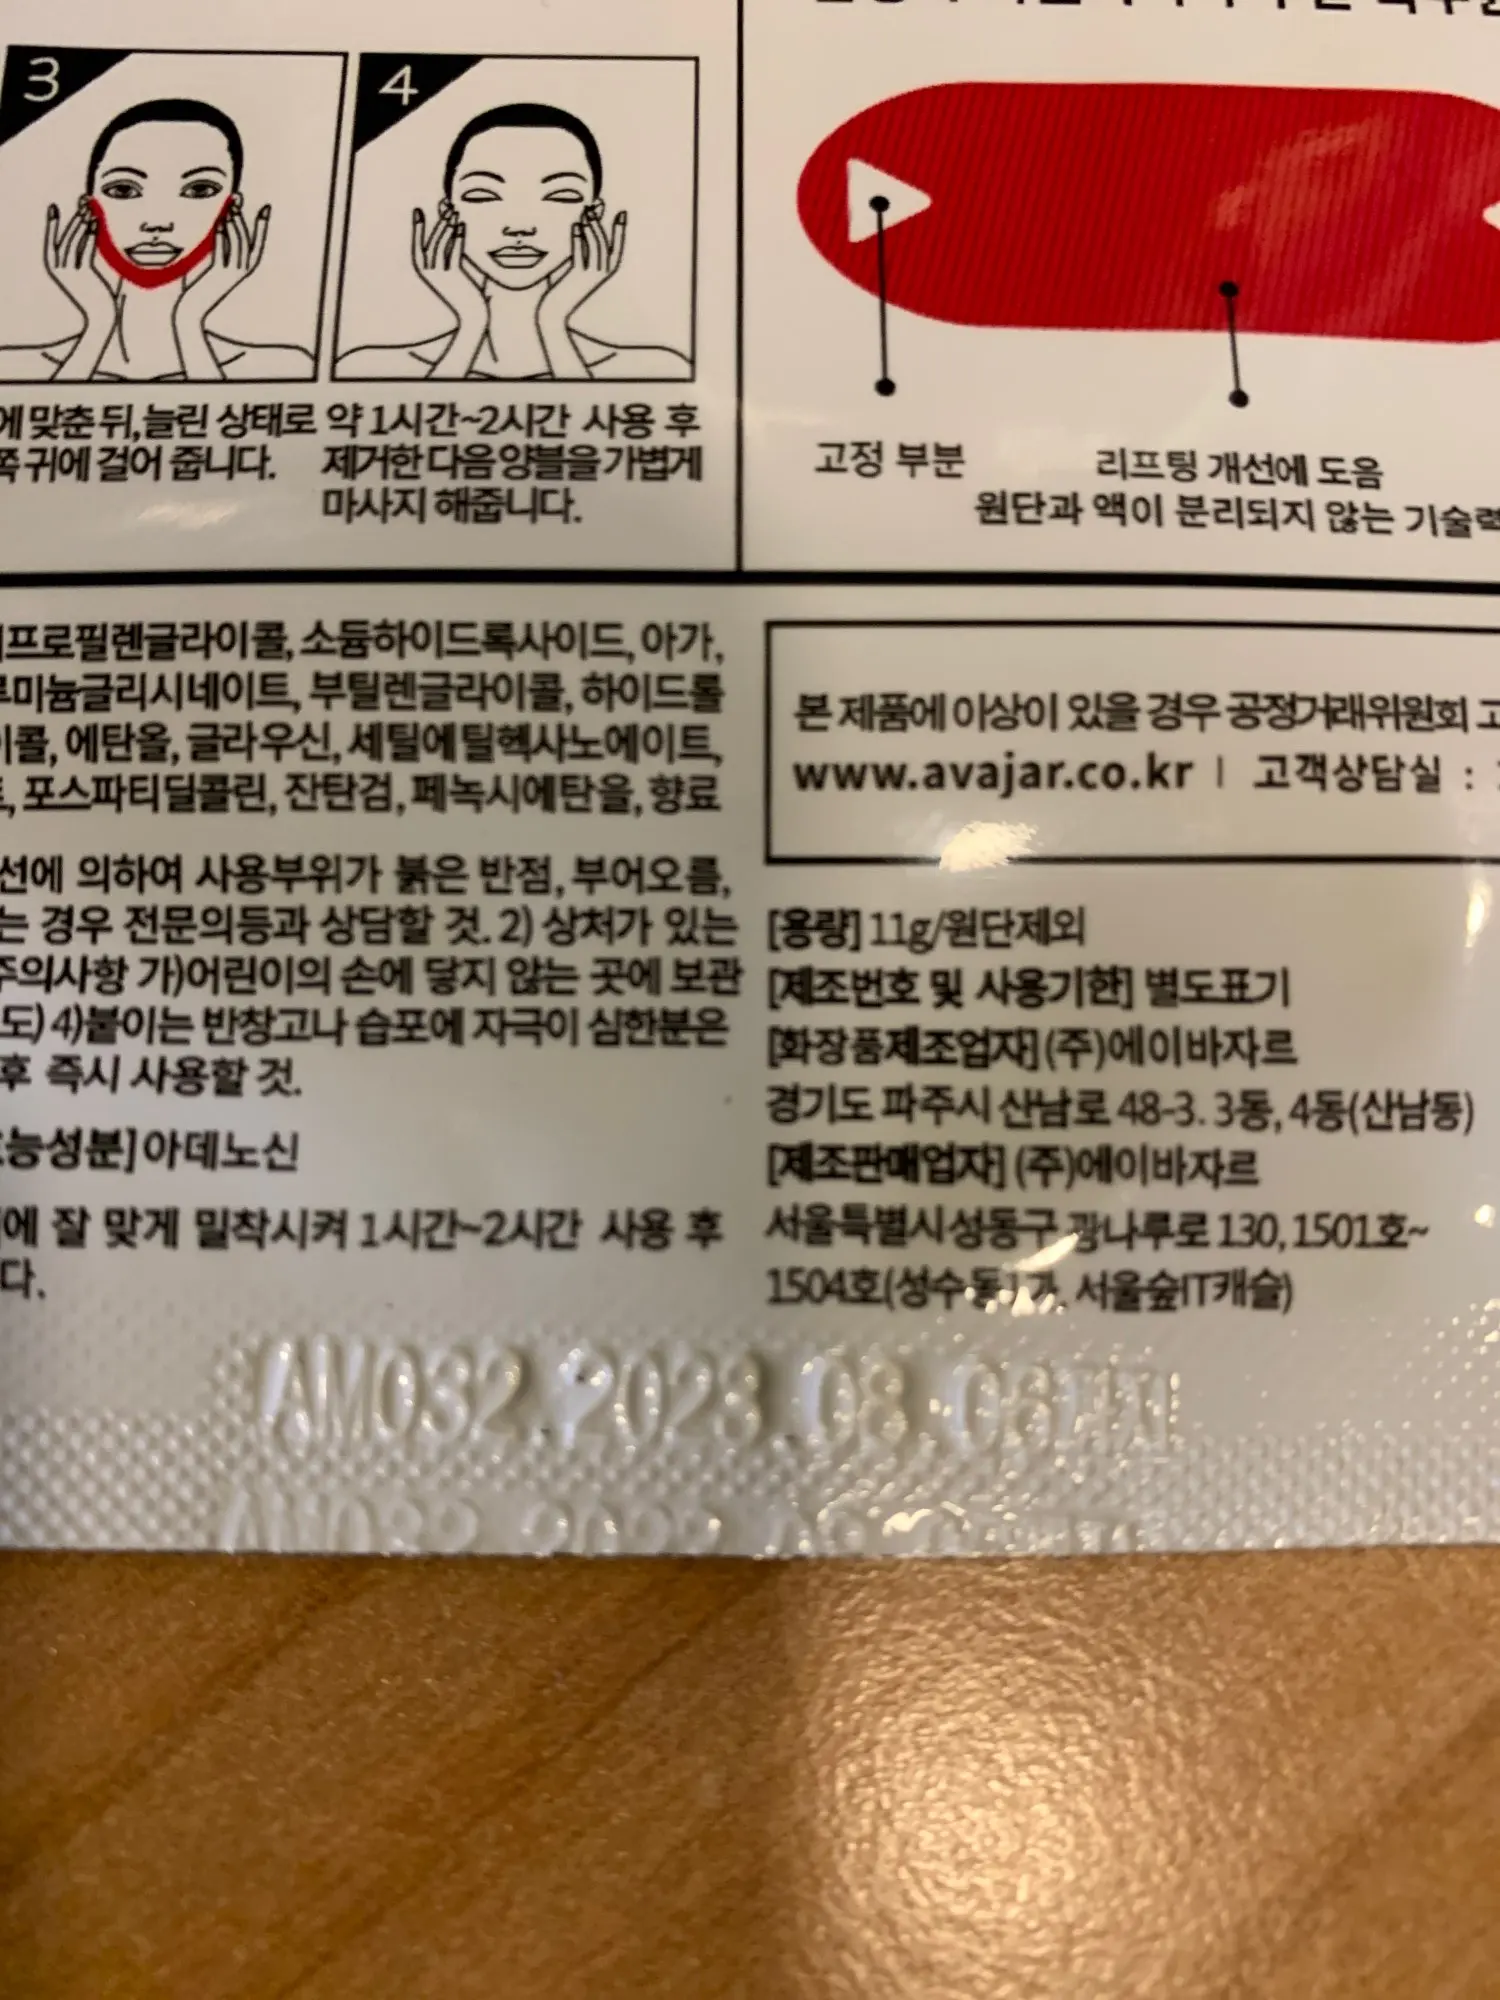 3
4
에 맞춘 뒤, 늘린 상태로
쪽 귀에 걸어 줍니다.
약 1시간~2시간 사용 후
제거한 다음 양볼을 가볍게
마사지 해줍니다.
고정 부분
리프팅 개선에 도움
원단과 액이 분리되지 않는 기술력
프로필렌글라이콜, 소듐하이드록사이드, 아가,
루미늄글리시네이트, 부틸렌글라이콜, 하이드롤
이콜, 에탄올, 글라우신, 세틸에틸헥사노에이트,
포스파티딜콜린, 잔탄검, 페녹시에탄올, 향료
선에 의하여 사용부위가 붉은 반점, 부어오름,
는 경우 전문의등과 상담할 것. 2) 상처가 있는
주의사항 가)어린이의 손에 닿지 않는 곳에 보관
도) 4)붙이는 반창고나 습포에 자극이 심한분은
후 즉시 사용할 것.
능성분] 아데노신
에 잘 맞게 밀착시켜 1시간~2시간 사용 후
다.
본 제품에 이상이 있을 경우 공정거래위원회 고
www.avajar.co.kr | 고객상담실 :
[용량] 11g/원단제외
[제조번호 및 사용기한] 별도표기
[화장품제조업자] (주)에이바자르
경기도 파주시 산남로 48-3. 3동, 4동(산남동)
[제조판매업자] (주)에이바자르
서울특별시 성동구 광나루로 130, 1501호~
1504호(성수동1가, 서울숲IT캐슬)
AM032.2023.08.06까지